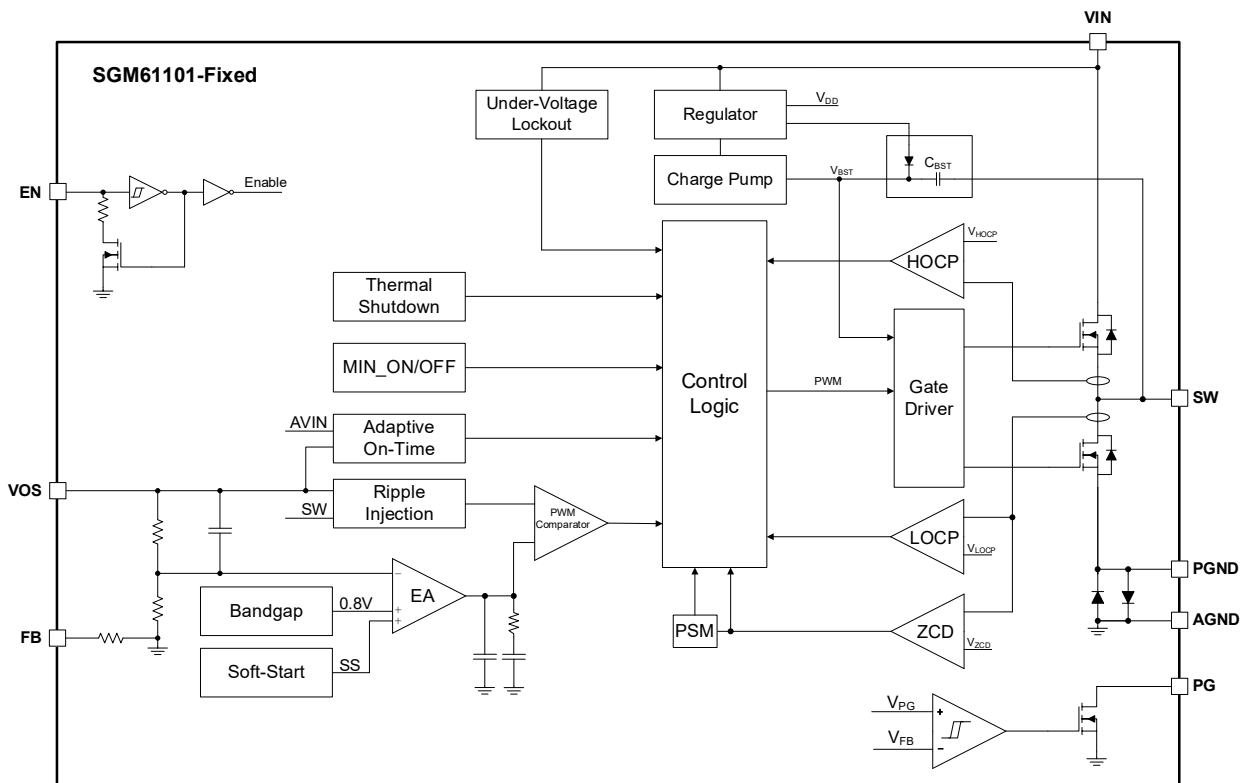 VIN
SGM61101-Fixed
Under-Voltage
Lockout
Regulator
VDD
Charge Pump
VBST
CBST
EN
Enable
Thermal
Shutdown
MIN_ON/OFF
AVIN
Adaptive
On-Time
VOS
SW
Ripple
Injection
PWM
Comparator
Control
Logic
PWM
Gate
Driver
VHOCP
HOCP
SW
LOCP
VLOCP
PGND
AGND
Bandgap
0.8V
−
+
+
EA
Soft-Start
SS
FB
PSM
ZCD
VZCD
PG
VPG
+
VFB
−